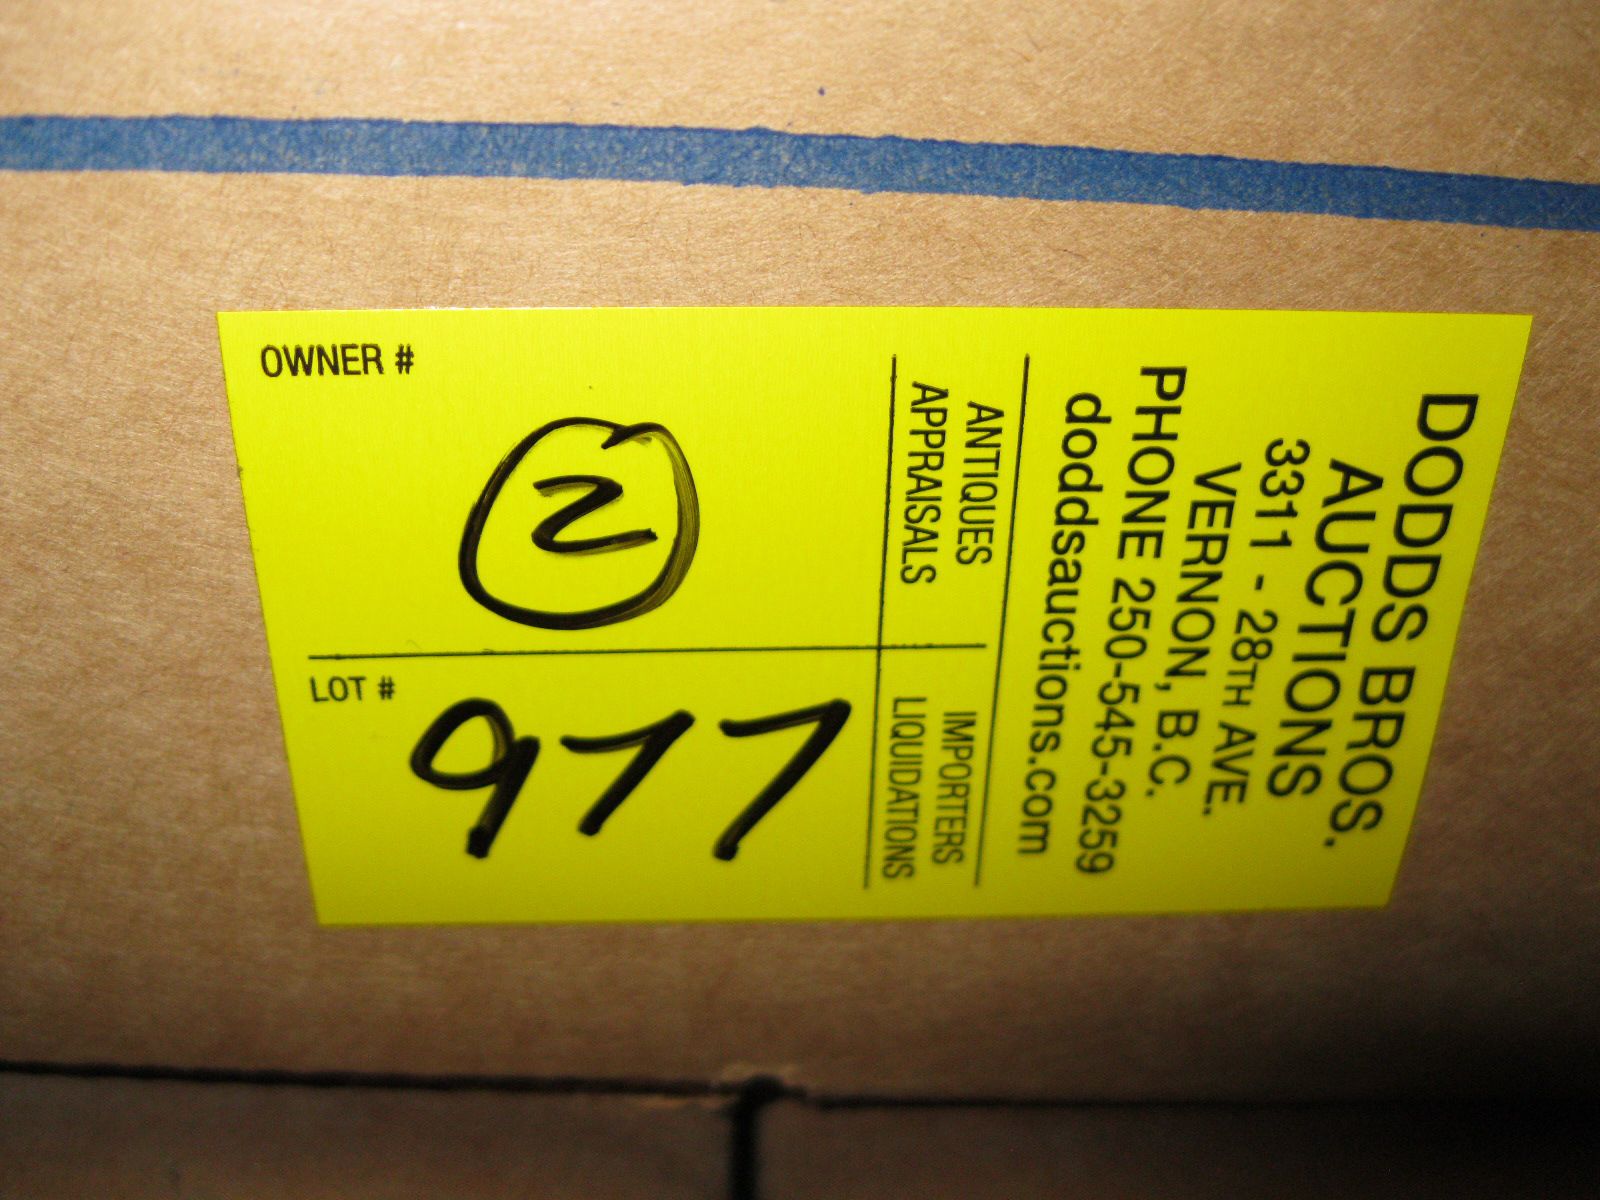 DODDS BROS.
AUCTIONS
3311 - 28TH AVE.
VERNON, B.C.
PHONE 250-545-3259
doddsauctions.com
ANTIQUES
APPRAISALS
IMPORTERS
LIQUIDATIONS
OWNER #
2
LOT #
977